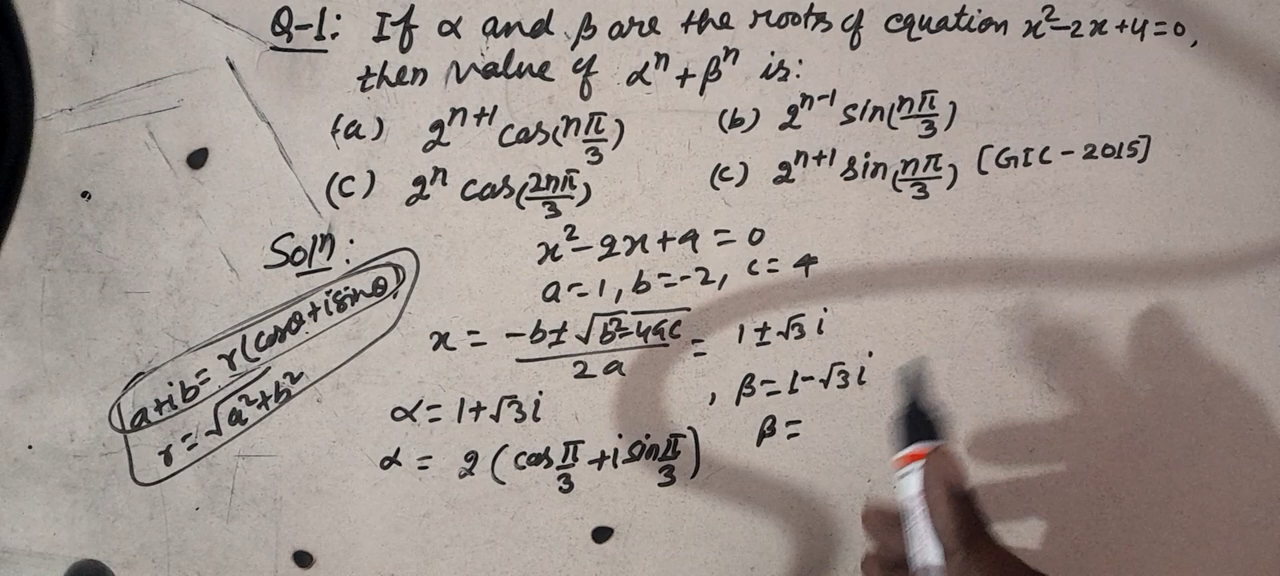 Q-1: If α and β are the roots of equation x²-2x+4=0,
then value of αⁿ+βⁿ is:
(a) 2ⁿ⁺¹ cos(nπ/3) (b) 2ⁿ⁻¹ sin(nπ/3)
(c) 2ⁿ cos(2nπ/3) (c) 2ⁿ⁺¹ sin(nπ/3) [GIC-2015]
Solⁿ:
x²-2x+4=0
a=1, b=-2, c=4
x = (-b±√(b²-4ac))/2a = 1±√3i
a+ib = r(cosθ+isinθ)
r=√(a²+b²)
α=1+√3i , β=1-√3i
α = 2(cos π/3 + i sin π/3) β=